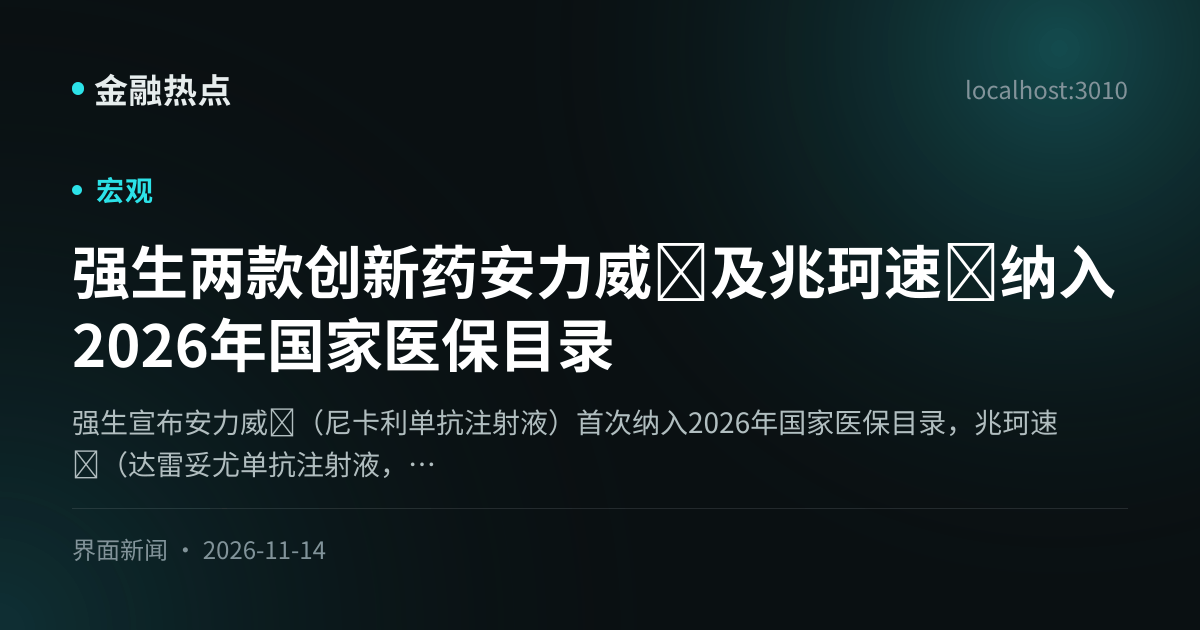 金融热点
localhost:3010
宏观
强生两款创新药安力威及兆珂速纳入
2026年国家医保目录
强生宣布安力威（尼卡利单抗注射液）首次纳入2026年国家医保目录，兆珂速
（达雷妥尤单抗注射液，…
界面新闻 • 2026-11-14